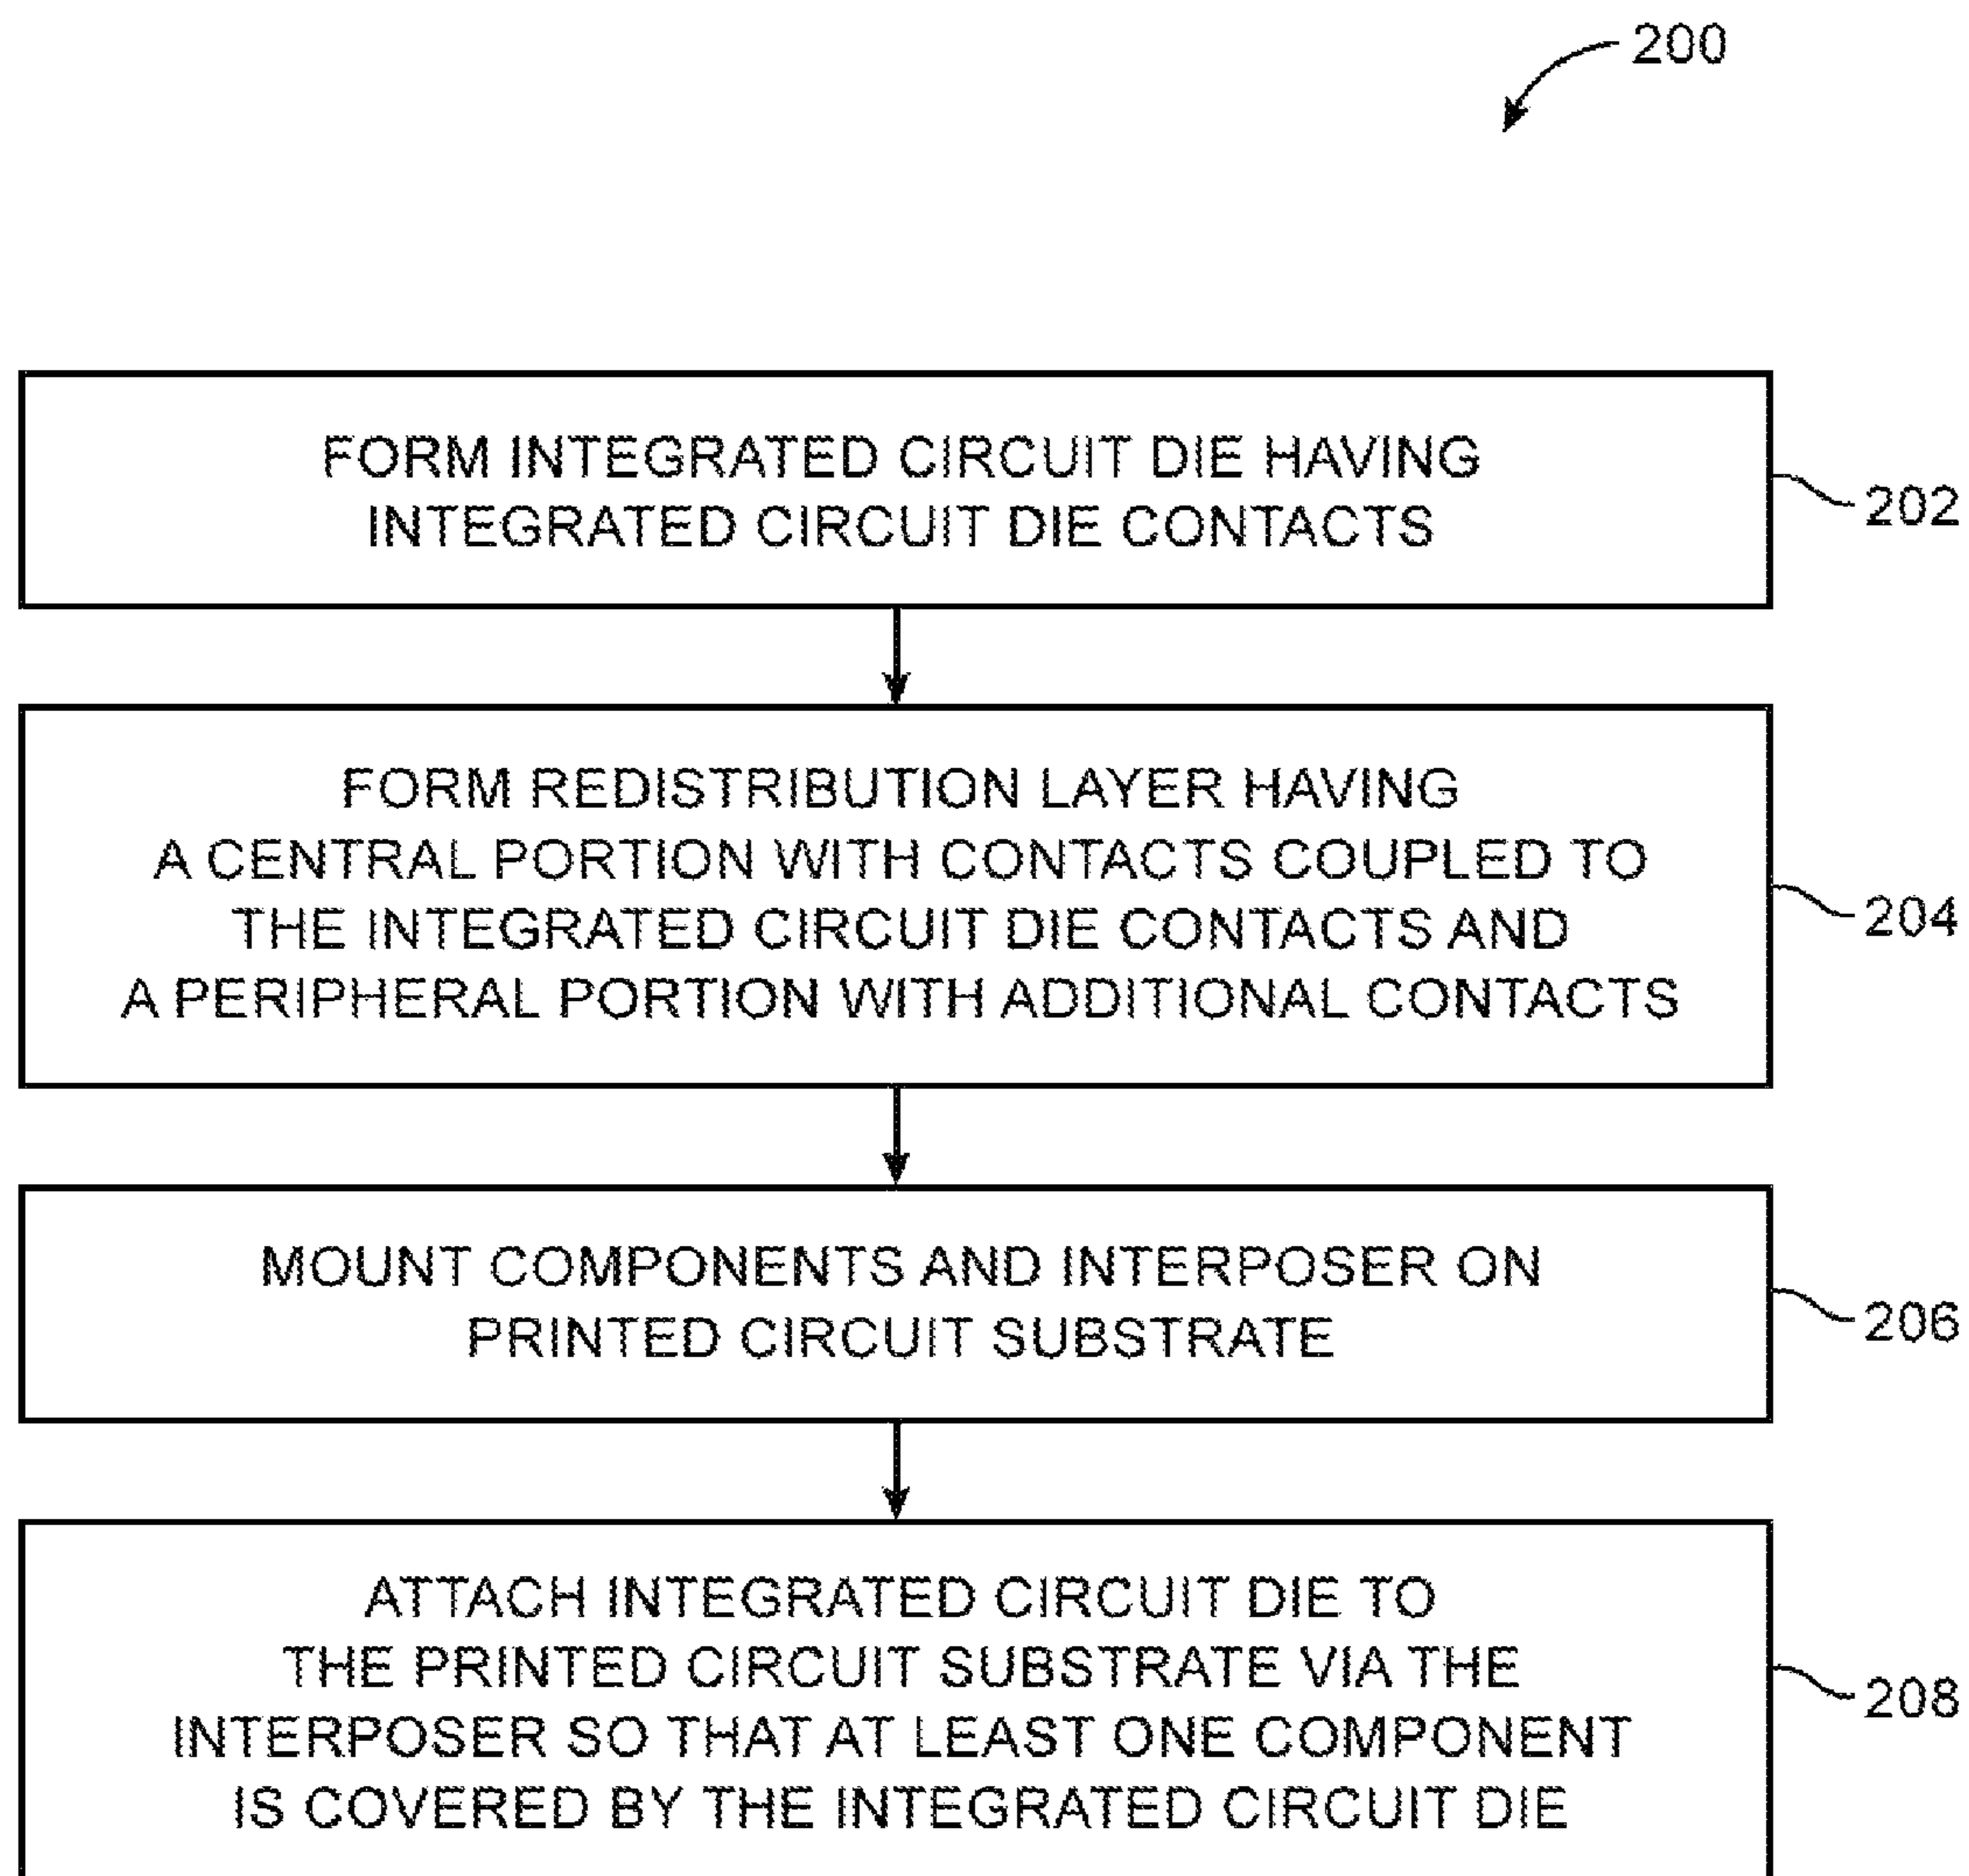 200
FORM INTEGRATED CIRCUIT DIE HAVING
INTEGRATED CIRCUIT DIE CONTACTS
202
FORM REDISTRIBUTION LAYER HAVING
A CENTRAL PORTION WITH CONTACTS COUPLED TO
THE INTEGRATED CIRCUIT DIE CONTACTS AND
A PERIPHERAL PORTION WITH ADDITIONAL CONTACTS
204
MOUNT COMPONENTS AND INTERPOSER ON
PRINTED CIRCUIT SUBSTRATE
206
ATTACH INTEGRATED CIRCUIT DIE TO
THE PRINTED CIRCUIT SUBSTRATE VIA THE
INTERPOSER SO THAT AT LEAST ONE COMPONENT
IS COVERED BY THE INTEGRATED CIRCUIT DIE
208